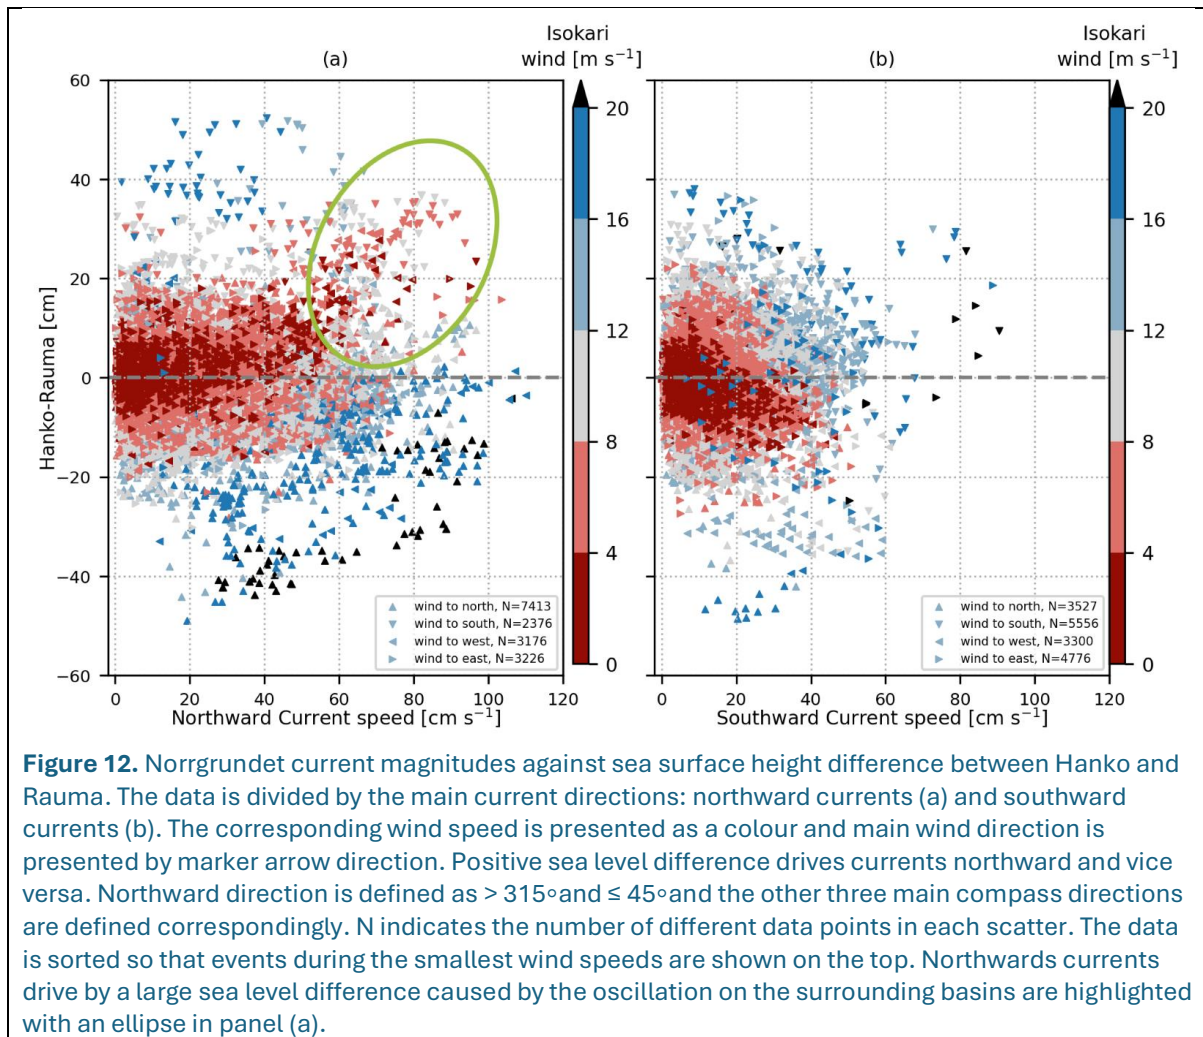 Isokari
wind [m s⁻¹]
(a)
Isokari
wind [m s⁻¹]
(b)
60
40
20
0
−20
−40
−60
Hanko-Rauma [cm]
20
16
12
8
4
0
20
16
12
8
4
0
wind to north, N=7413
wind to south, N=2376
wind to west, N=3176
wind to east, N=3226
wind to north, N=3527
wind to south, N=5556
wind to west, N=3300
wind to east, N=4776
0 20 40 60 80 100 120
Northward Current speed [cm s⁻¹]
0 20 40 60 80 100 120
Southward Current speed [cm s⁻¹]
Figure 12. Norrgrundet current magnitudes against sea surface height difference between Hanko and
Rauma. The data is divided by the main current directions: northward currents (a) and southward
currents (b). The corresponding wind speed is presented as a colour and main wind direction is
presented by marker arrow direction. Positive sea level difference drives currents northward and vice
versa. Northward direction is defined as > 315∘and ≤ 45∘and the other three main compass directions
are defined correspondingly. N indicates the number of different data points in each scatter. The data
is sorted so that events during the smallest wind speeds are shown on the top. Northwards currents
drive by a large sea level difference caused by the oscillation on the surrounding basins are highlighted
with an ellipse in panel (a).